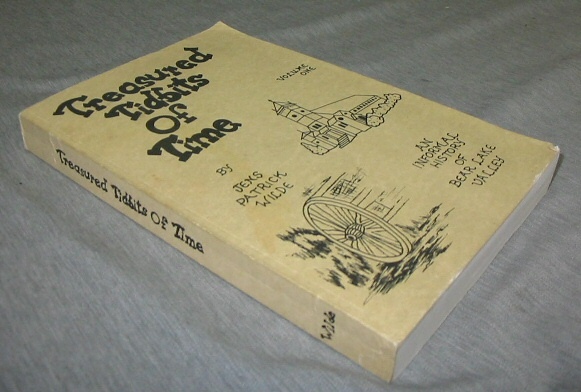 Treasured
Tidbits
Of
Time
VOLUME
ONE
BY
JENS
PATRICK
WILDE
AN
INFORMAL
HISTORY
OF
BEAR LAKE
VALLEY
Treasured Tidbits Of Time
Wilde